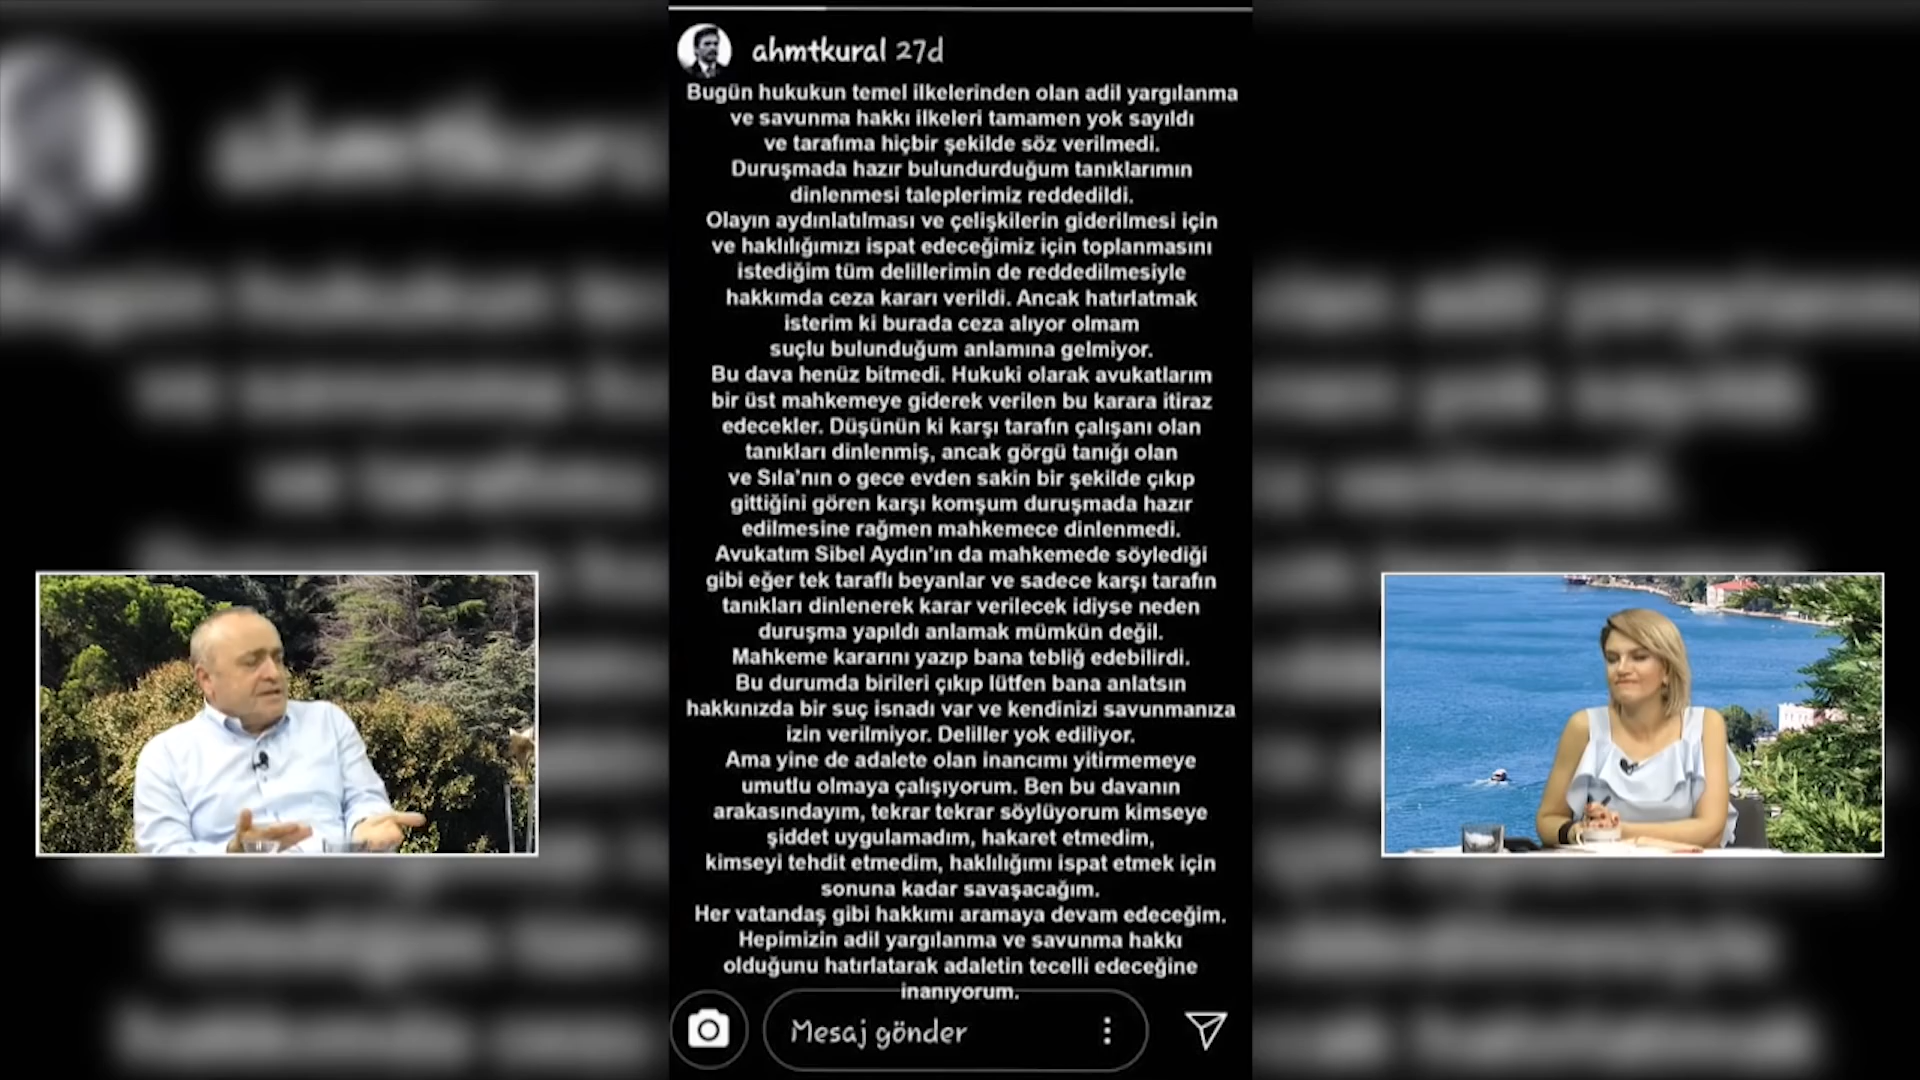 ahmtkural 27d
Bugün hukukun temel ilkelerinden olan adil yargılanma
ve savunma hakkı ilkeleri tamamen yok sayıldı
ve tarafıma hiçbir şekilde söz verilmedi.
Duruşmada hazır bulundurduğum tanıklarımın
dinlenmesi taleplerimiz reddedildi.
Olayın aydınlatılması ve çelişkilerin giderilmesi için
ve haklılığımızı ispat edeceğimiz için toplanmasını
istediğim tüm delillerimin de reddedilmesiyle
hakkımda ceza kararı verildi. Ancak hatırlatmak
isterim ki burada ceza alıyor olmam
suçlu bulunduğum anlamına gelmiyor.
Bu dava henüz bitmedi. Hukuki olarak avukatlarım
bir üst mahkemeye giderek verilen bu karara itiraz
edecekler. Düşünün ki karşı tarafın çalışanı olan
tanıkları dinlenmiş, ancak görgü tanığı olan
ve Sıla'nın o gece evden sakin bir şekilde çıkıp
gittiğini gören karşı komşum duruşmada hazır
edilmesine rağmen mahkemece dinlenmedi.
Avukatım Sibel Aydın'ın da mahkemede söylediği
gibi eğer tek taraflı beyanlar ve sadece karşı tarafın
tanıkları dinlenerek karar verilecek idiyse neden
duruşma yapıldı anlamak mümkün değil.
Mahkeme kararını yazıp bana tebliğ edebilirdi.
Bu durumda birileri çıkıp lütfen bana anlatsın
hakkınızda bir suç isnadı var ve kendinizi savunmanıza
izin verilmiyor. Deliller yok ediliyor.
Ama yine de adalete olan inancımı yitirmemeye
umutlu olmaya çalışıyorum. Ben bu davanın
arakasındayım, tekrar tekrar söylüyorum kimseye
şiddet uygulamadım, hakaret etmedim,
kimseyi tehdit etmedim, haklılığımı ispat etmek için
sonuna kadar savaşacağım.
Her vatandaş gibi hakkımı aramaya devam edeceğim.
Hepimizin adil yargılanma ve savunma hakkı
olduğunu hatırlatarak adaletin tecelli edeceğine
inanıyorum.
Mesaj gönder